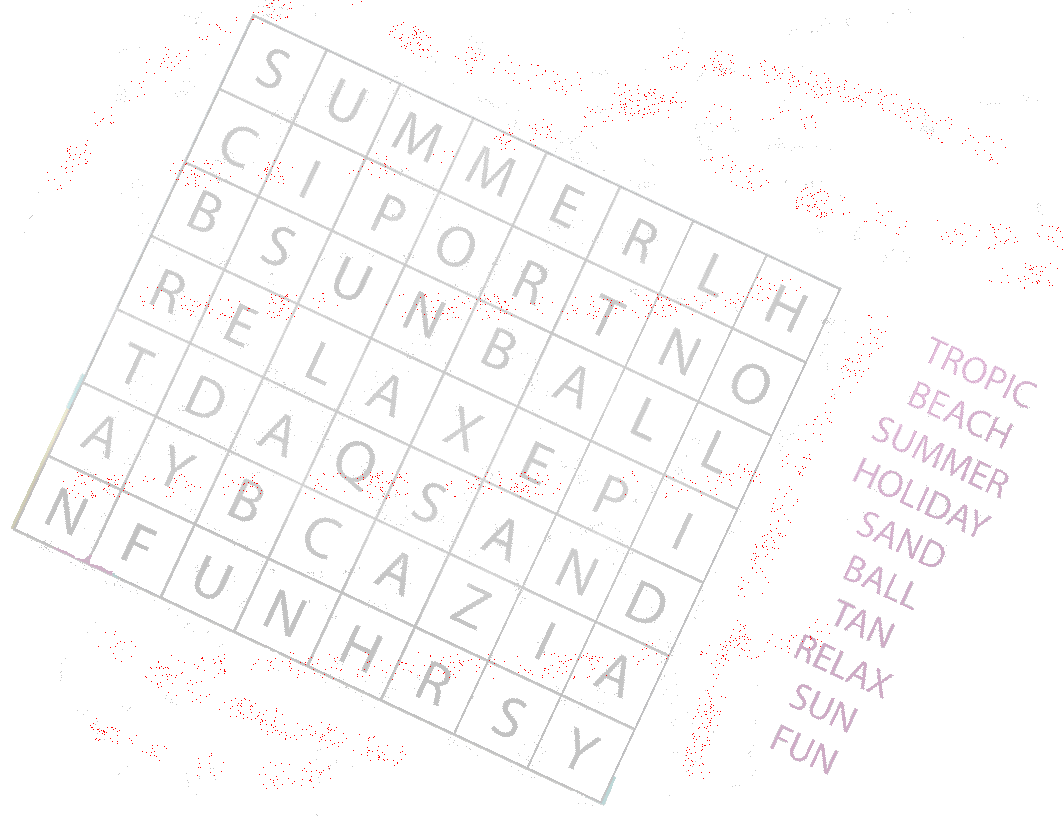 S U M M E R L H
C I P O R T N O
B S U N B A L L
R E L A X E P I
T D A Q S A N D
A Y B C A Z I A
N F U N H R S Y
TROPIC
BEACH
SUMMER
HOLIDAY
SAND
BALL
TAN
RELAX
SUN
FUN